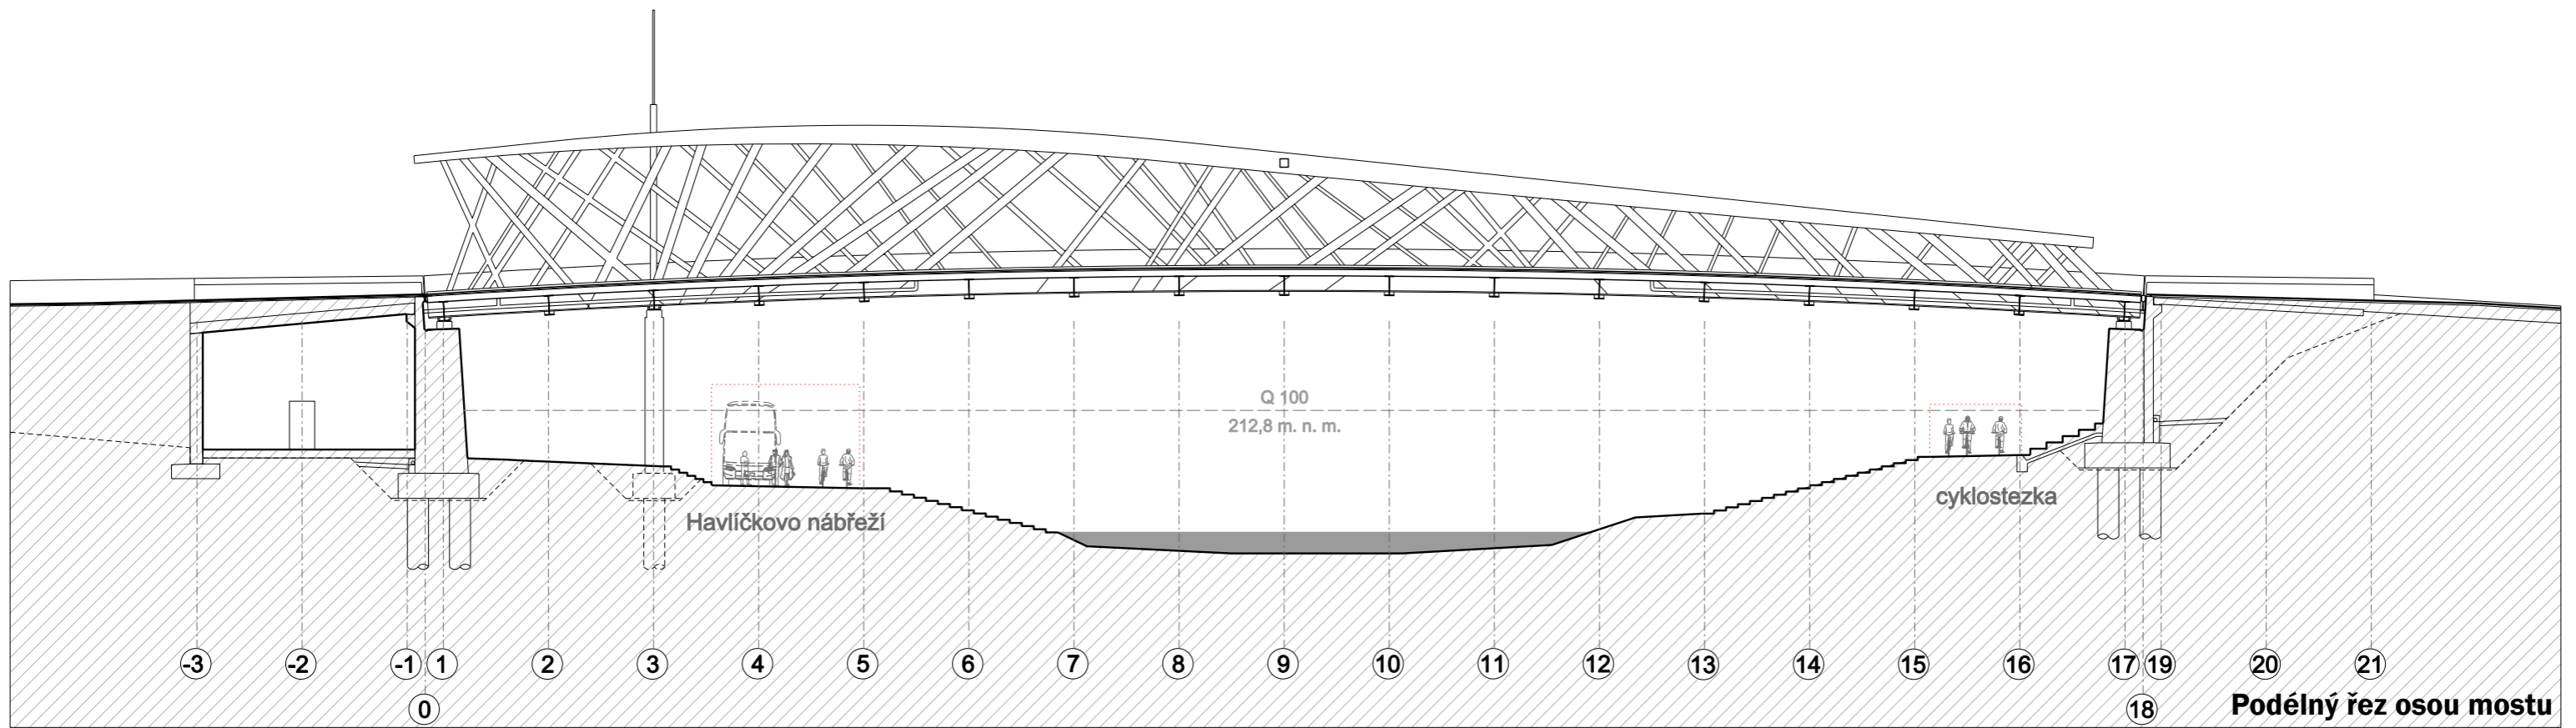 Q 100
212,8 m. n. m.
Havlíčkovo nábřeží
cyklostezka
-3 -2 -1 1 2 3 4 5 6 7 8 9 10 11 12 13 14 15 16 17 19 20 21
0 18
Podélný řez osou mostu